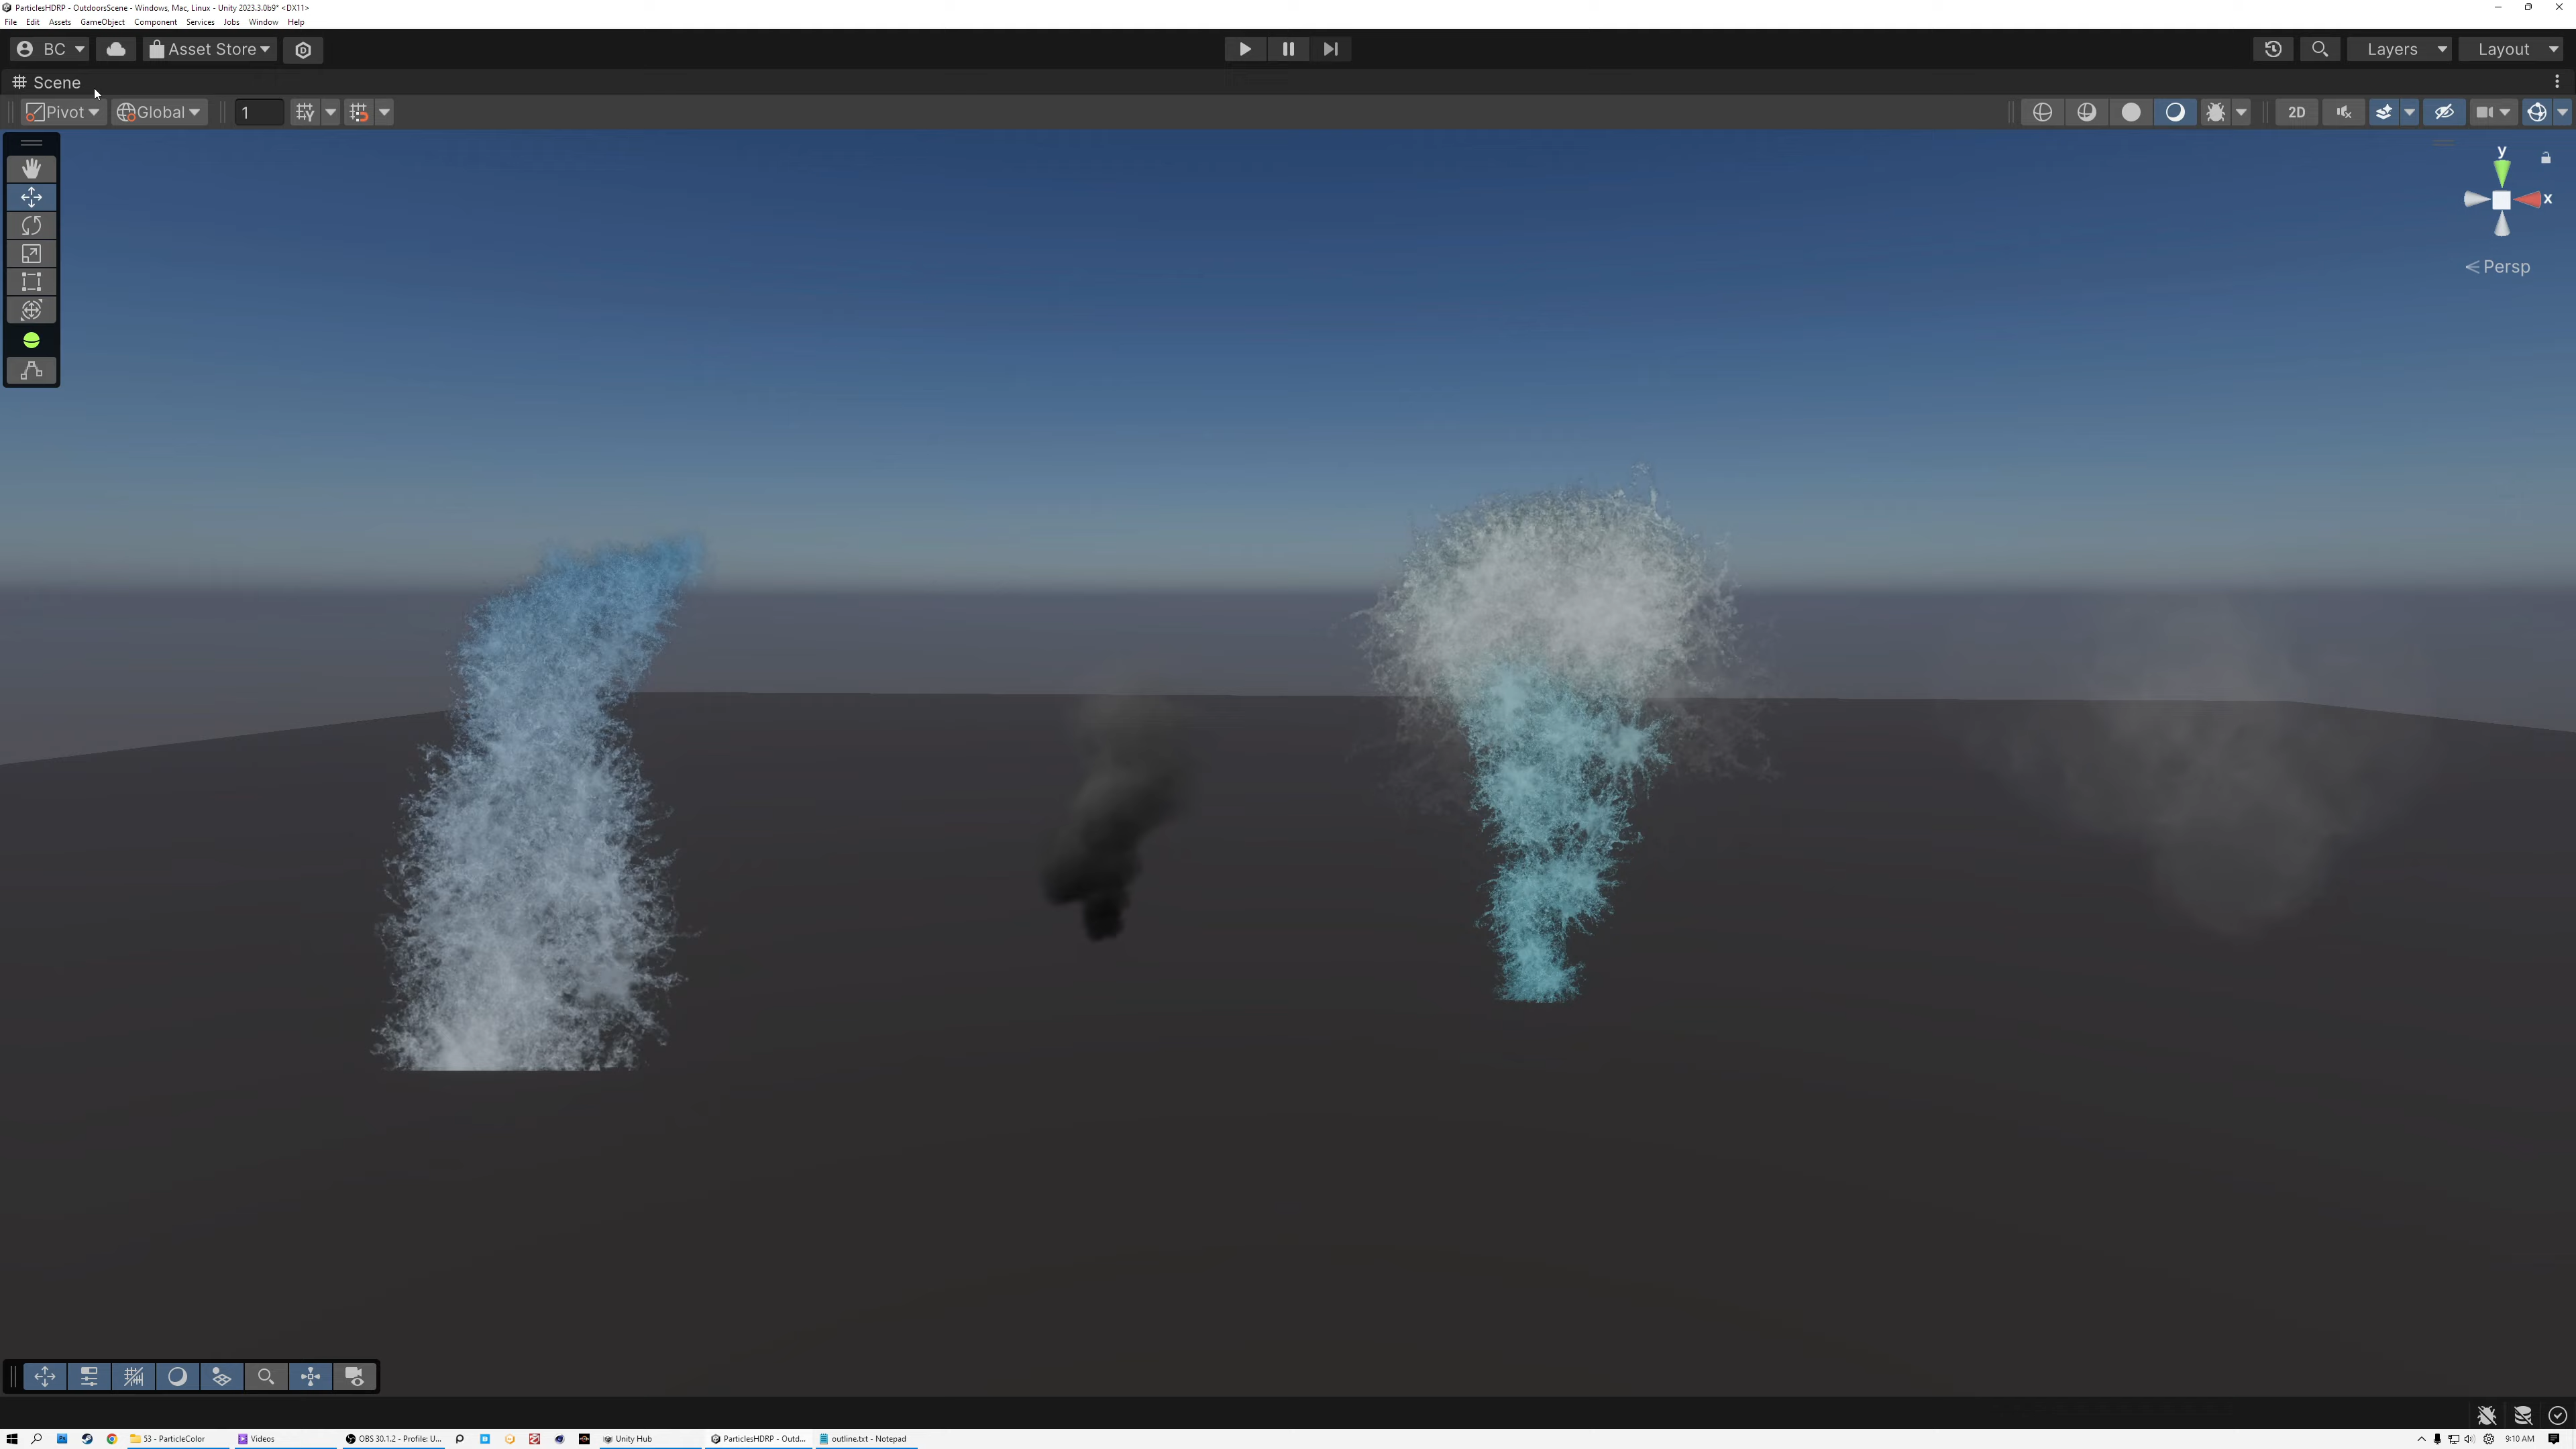 ParticlesHDRP - OutdoorsScene - Windows, Mac, Linux - Unity 2023.3.0b9* <DX11>
File Edit Assets GameObject Component Services Jobs Window Help
BC Asset Store Layers Layout
Scene
Pivot Global 1 2D
y
x
Persp
53 - ParticleColor Videos OBS 30.1.2 - Profile: U... Unity Hub ParticlesHDRP - Outd... outline.txt - Notepad 9:10 AM